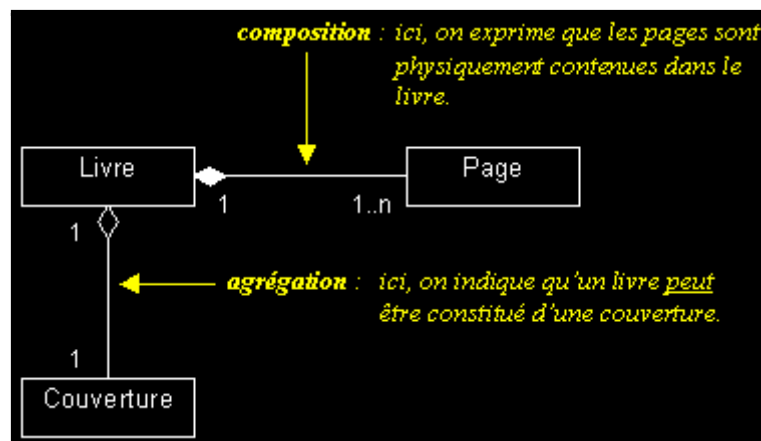 composition : ici, on exprime que les pages sont
physiquement contenues dans le
livre.
Livre
Page
1
1..n
1
agrégation : ici, on indique qu'un livre peut
être constitué d'une couverture.
1
Couverture